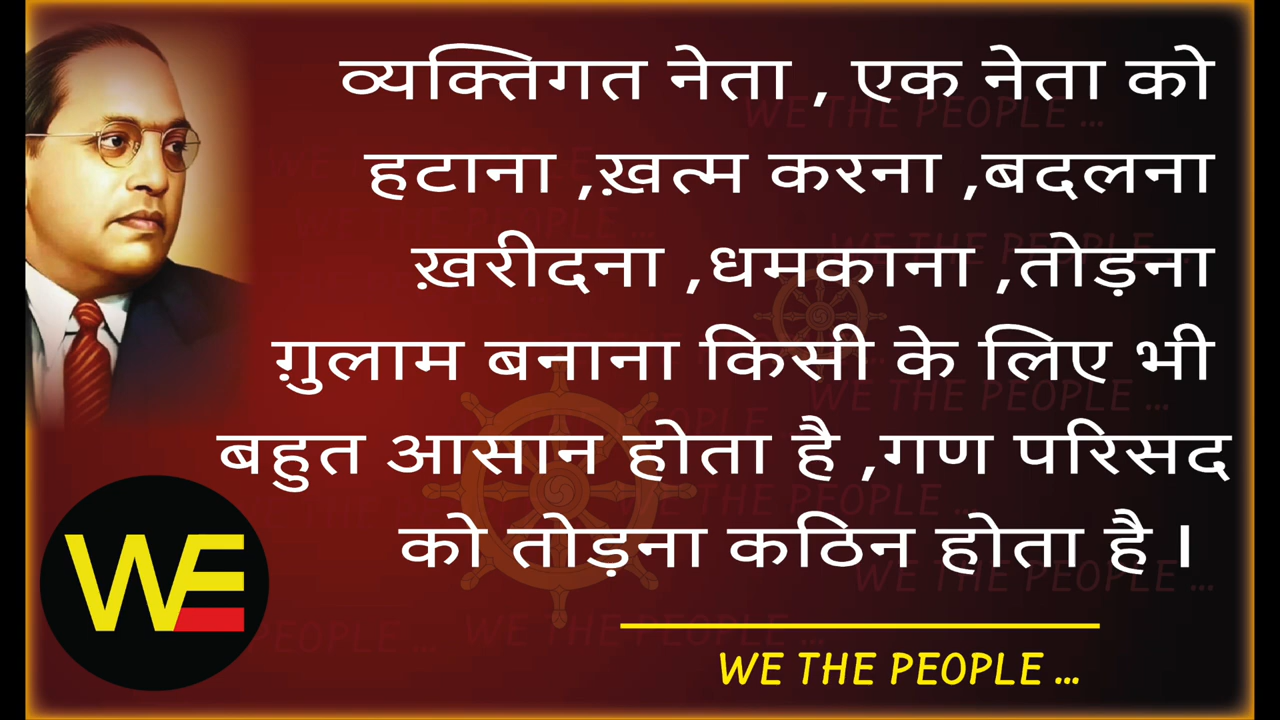 व्यक्तिगत नेता , एक नेता को
हटाना ,ख़त्म करना ,बदलना
ख़रीदना ,धमकाना ,तोड़ना
ग़ुलाम बनाना किसी के लिए भी
बहुत आसान होता है ,गण परिसद
को तोड़ना कठिन होता है ।
WE THE PEOPLE ...
WE